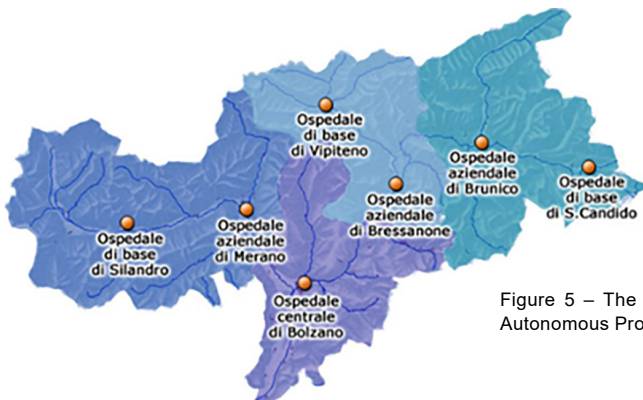 Ospedale
di base
di Vipiteno
Ospedale
aziendale
di Brunico
Ospedale
di base
di S.Candido
Ospedale
aziendale
di Bressanone
Ospedale
aziendale
di Merano
Ospedale
di base
di Silandro
Ospedale
centrale
di Bolzano
Figure 5 – The
Autonomous Pro